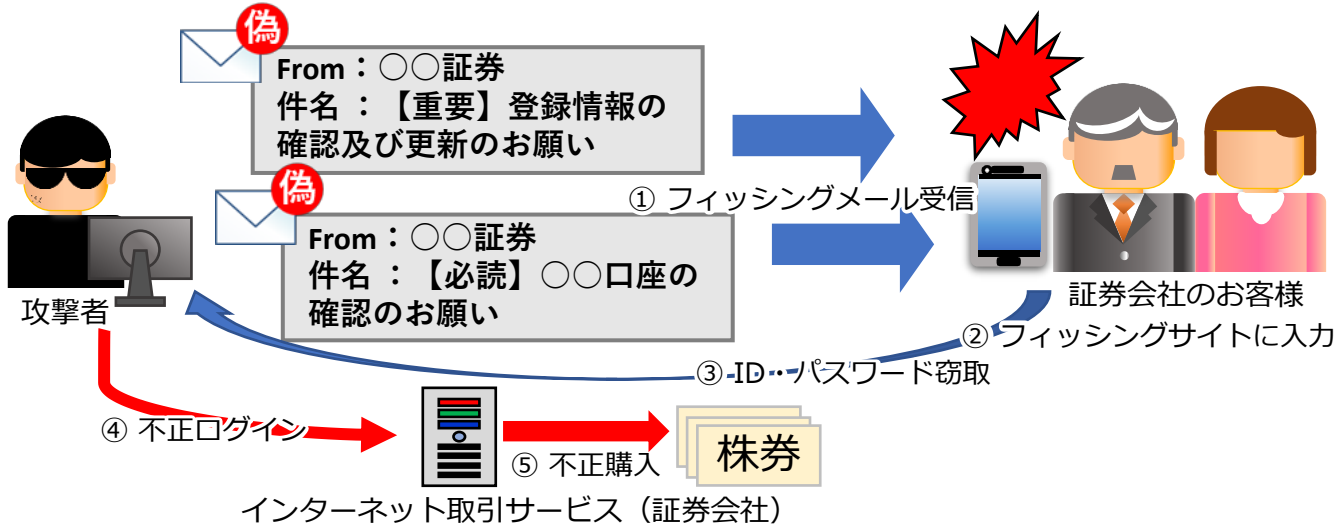 偽
From：○○証券
件名 ：【重要】登録情報の
確認及び更新のお願い
偽
From：○○証券
件名 ：【必読】○○口座の
確認のお願い
① フィッシングメール受信
攻撃者
証券会社のお客様
② フィッシングサイトに入力
③ ID・パスワード窃取
④ 不正ログイン
⑤ 不正購入
株券
インターネット取引サービス（証券会社）